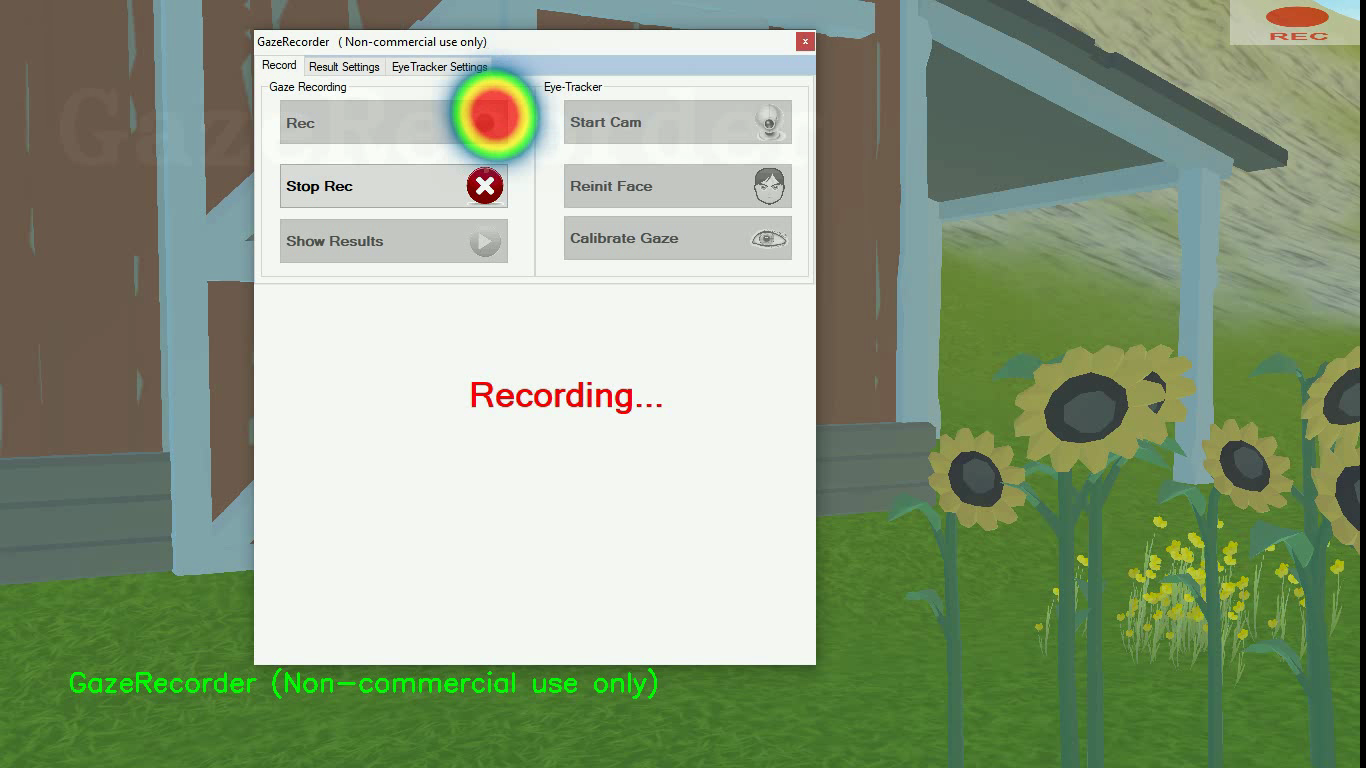 GazeRecorder ( Non-commercial use only)
x
REC
Record Result Settings EyeTracker Settings
Gaze Recording
Eye-Tracker
GazeRecorder
Rec
Start Cam
Stop Rec
Reinit Face
Show Results
Calibrate Gaze
Recording...
GazeRecorder (Non-commercial use only)